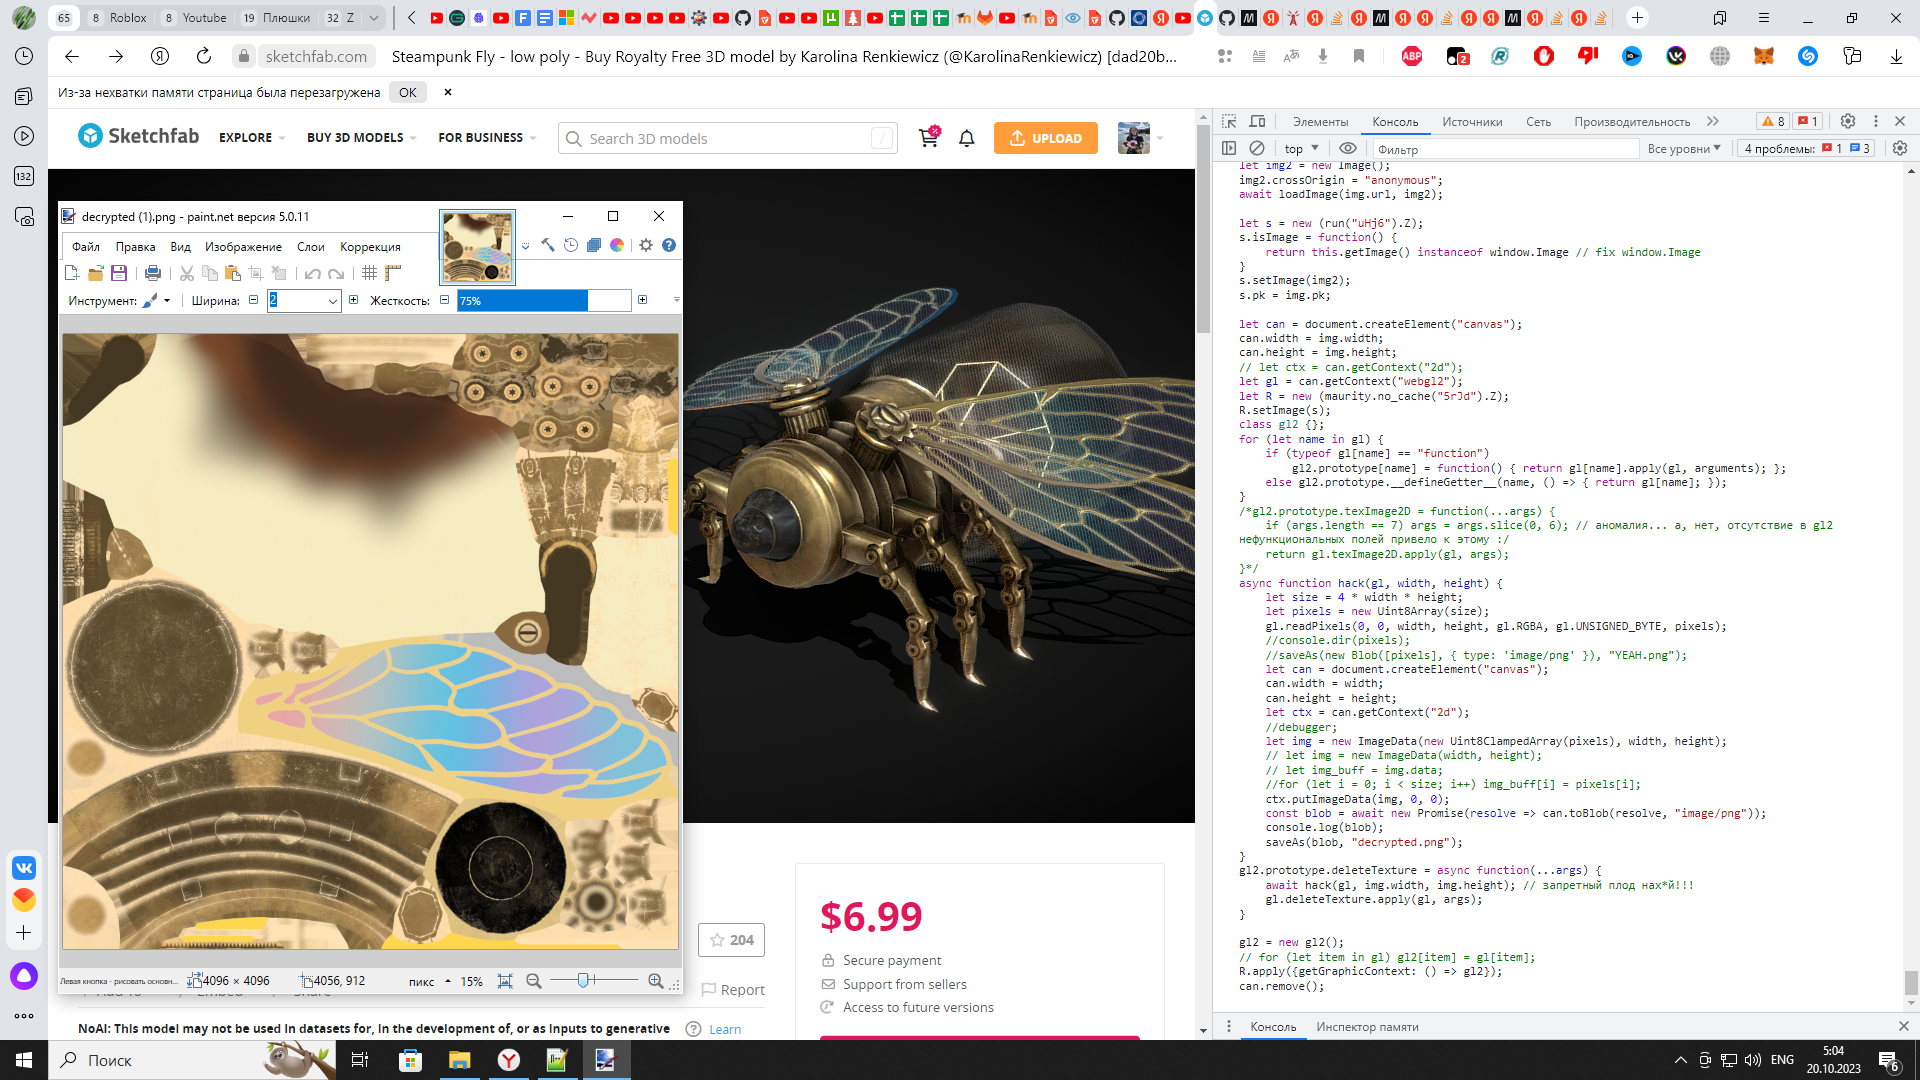 65
8 Roblox
8 Youtube
19 Плюшки
32 Z
sketchfab.com
Steampunk Fly - low poly - Buy Royalty Free 3D model by Karolina Renkiewicz (@KarolinaRenkiewicz) [dad20b...
ABP
2
Из-за нехватки памяти страница была перезагружена
OK
132
Sketchfab
EXPLORE
BUY 3D MODELS
FOR BUSINESS
Search 3D models
/
UPLOAD
decrypted (1).png - paint.net версия 5.0.11
Файл
Правка
Вид
Изображение
Слои
Коррекция
Инструмент:
Ширина:
2
Жесткость:
75%
Левая кнопка - рисовать основн...
4096 × 4096
4056, 912
пикс
15%
204
Report
NoAI: This model may not be used in datasets for, in the development of, or as inputs to generative
Learn
$6.99
Secure payment
Support from sellers
Access to future versions
Элементы
Консоль
Источники
Сеть
Производительность
8
1
top
Фильтр
Все уровни
4 проблемы:
1
3
let img2 = new Image();
img2.crossOrigin = "anonymous";
await loadImage(img.url, img2);
let s = new (run("uHj6").Z);
s.isImage = function() {
return this.getImage() instanceof window.Image // fix window.Image
}
s.setImage(img2);
s.pk = img.pk;
let can = document.createElement("canvas");
can.width = img.width;
can.height = img.height;
// let ctx = can.getContext("2d");
let gl = can.getContext("webgl2");
let R = new (maurity.no_cache("5rJd").Z);
R.setImage(s);
class gl2 {};
for (let name in gl) {
if (typeof gl[name] == "function")
gl2.prototype[name] = function() { return gl[name].apply(gl, arguments); };
else gl2.prototype.__defineGetter__(name, () => { return gl[name]; });
}
/*gl2.prototype.texImage2D = function(...args) {
if (args.length == 7) args = args.slice(0, 6); // аномалия... а, нет, отсутствие в gl2
нефункциональных полей привело к этому :/
return gl.texImage2D.apply(gl, args);
}*/
async function hack(gl, width, height) {
let size = 4 * width * height;
let pixels = new Uint8Array(size);
gl.readPixels(0, 0, width, height, gl.RGBA, gl.UNSIGNED_BYTE, pixels);
//console.dir(pixels);
//saveAs(new Blob([pixels], { type: 'image/png' }), "YEAH.png");
let can = document.createElement("canvas");
can.width = width;
can.height = height;
let ctx = can.getContext("2d");
//debugger;
let img = new ImageData(new Uint8ClampedArray(pixels), width, height);
// let img = new ImageData(width, height);
// let img_buff = img.data;
//for (let i = 0; i < size; i++) img_buff[i] = pixels[i];
ctx.putImageData(img, 0, 0);
const blob = await new Promise(resolve => can.toBlob(resolve, "image/png"));
console.log(blob);
saveAs(blob, "decrypted.png");
}
gl2.prototype.deleteTexture = async function(...args) {
await hack(gl, img.width, img.height); // запретный плод нах*й!!!
gl.deleteTexture.apply(gl, args);
}
gl2 = new gl2();
// for (let item in gl) gl2[item] = gl[item];
R.apply({getGraphicContext: () => gl2});
can.remove();
Консоль
Инспектор памяти
Поиск
ENG
5:04
20.10.2023
6